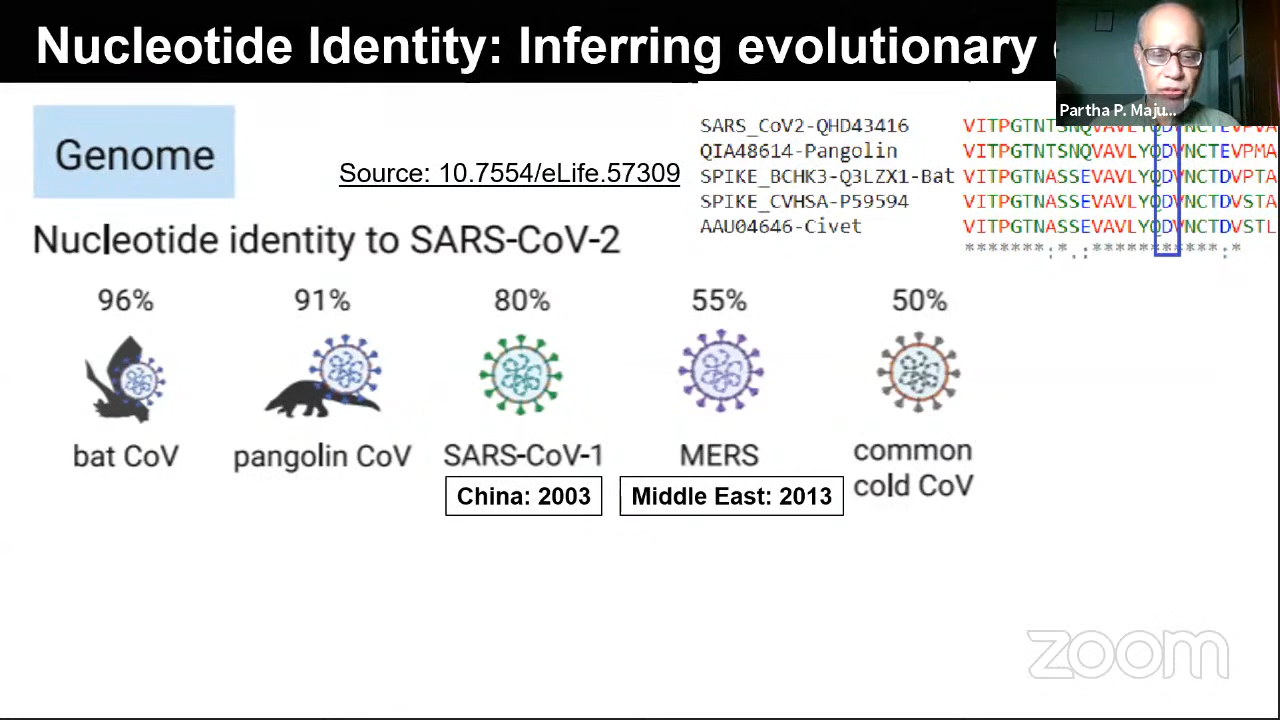 Nucleotide Identity: Inferring evolutionary
Partha P. Maju...
Genome
Source: 10.7554/eLife.57309
SARS_CoV2-QHD43416 VITPGTNTSNQVAVLYQDVNCTEVPVA
QIA48614-Pangolin VITPGTNTSNQVAVLYQDVNCTEVPMA
SPIKE_BCHK3-Q3LZX1-Bat VITPGTNASSEVAVLYQDVNCTDVPTA
SPIKE_CVHSA-P59594 VITPGTNASSEVAVLYQDVNCTDVSTA
AAU04646-Civet VITPGTNASSEVAVLYQDVNCTDVSTL
*******:*.:**********:*
Nucleotide identity to SARS-CoV-2
96% 91% 80% 55% 50%
bat CoV pangolin CoV SARS-CoV-1 MERS common
cold CoV
China: 2003 Middle East: 2013
zoom